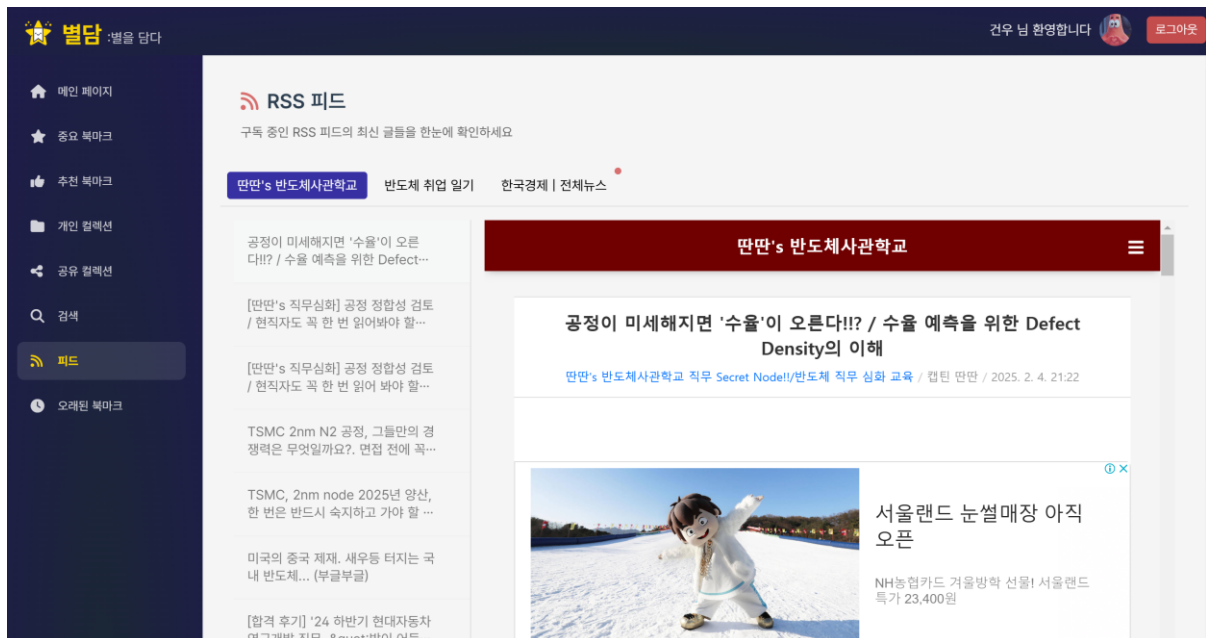 별담 :별을 담다
건우 님 환영합니다
로그아웃
메인 페이지
중요 북마크
추천 북마크
개인 컬렉션
공유 컬렉션
검색
피드
오래된 북마크
RSS 피드
구독 중인 RSS 피드의 최신 글들을 한눈에 확인하세요
딴딴's 반도체사관학교
반도체 취업 일기
한국경제 | 전체뉴스
공정이 미세해지면 '수율'이 오른
다!!? / 수율 예측을 위한 Defect…
[딴딴's 직무심화] 공정 정합성 검토
/ 현직자도 꼭 한 번 읽어봐야 할…
[딴딴's 직무심화] 공정 정합성 검토
/ 현직자도 꼭 한 번 읽어 봐야 할…
TSMC 2nm N2 공정, 그들만의 경
쟁력은 무엇일까요?. 면접 전에 꼭…
TSMC, 2nm node 2025년 양산,
한 번은 반드시 숙지하고 가야 할 …
미국의 중국 제재. 새우등 터지는 국
내 반도체... (부글부글)
[합격 후기] '24 하반기 현대자동차
딴딴's 반도체사관학교
공정이 미세해지면 '수율'이 오른다!!? / 수율 예측을 위한 Defect
Density의 이해
딴딴's 반도체사관학교 직무 Secret Node!!/반도체 직무 심화 교육 / 캡틴 딴딴 / 2025. 2. 4. 21:22
서울랜드 눈썰매장 아직
오픈
NH농협카드 겨울방학 선물! 서울랜드
특가 23,400원